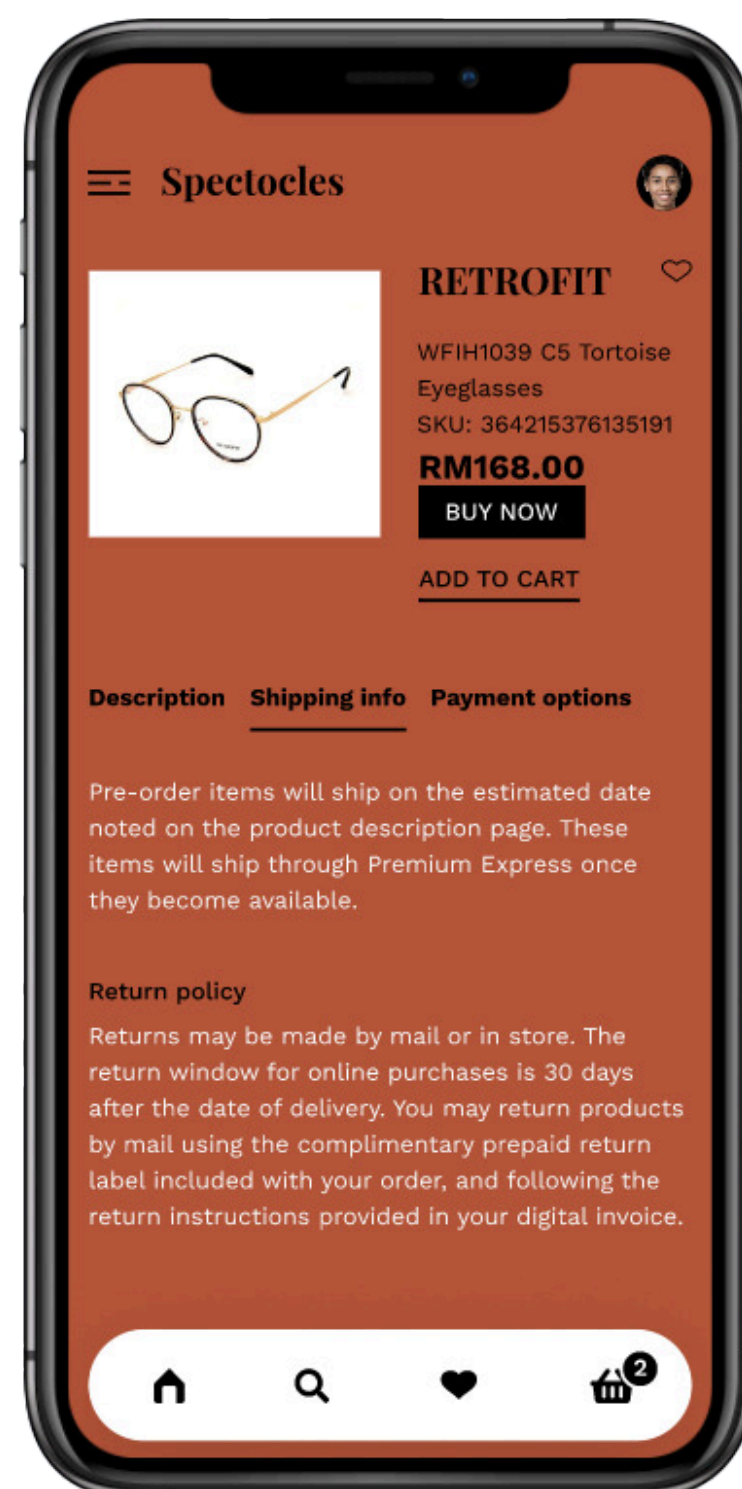 Spectocles
RETROFIT
WFIH1039 C5 Tortoise
Eyeglasses
SKU: 364215376135191
RM168.00
BUY NOW
ADD TO CART
Description Shipping info Payment options
Pre-order items will ship on the estimated date
noted on the product description page. These
items will ship through Premium Express once
they become available.
Return policy
Returns may be made by mail or in store. The
return window for online purchases is 30 days
after the date of delivery. You may return products
by mail using the complimentary prepaid return
label included with your order, and following the
return instructions provided in your digital invoice.
2